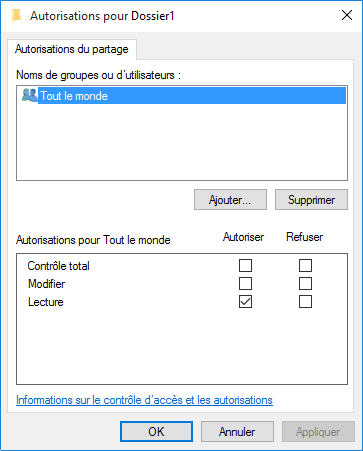 Autorisations pour Dossier1
Autorisations du partage
Noms de groupes ou d'utilisateurs :
Tout le monde
Ajouter... Supprimer
Autorisations pour Tout le monde Autoriser Refuser
Contrôle total
Modifier
Lecture
Informations sur le contrôle d'accès et les autorisations
OK Annuler Appliquer